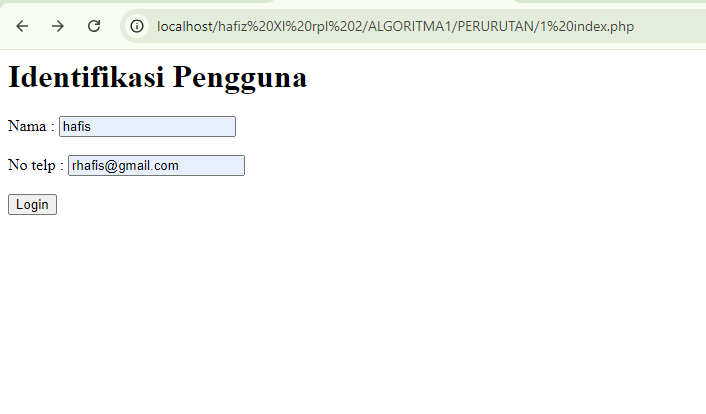 localhost/hafiz%20XI%20rpl%202/ALGORITMA1/PERURUTAN/1%20index.php
Identifikasi Pengguna
Nama : hafis
No telp : rhafis@gmail.com
Login